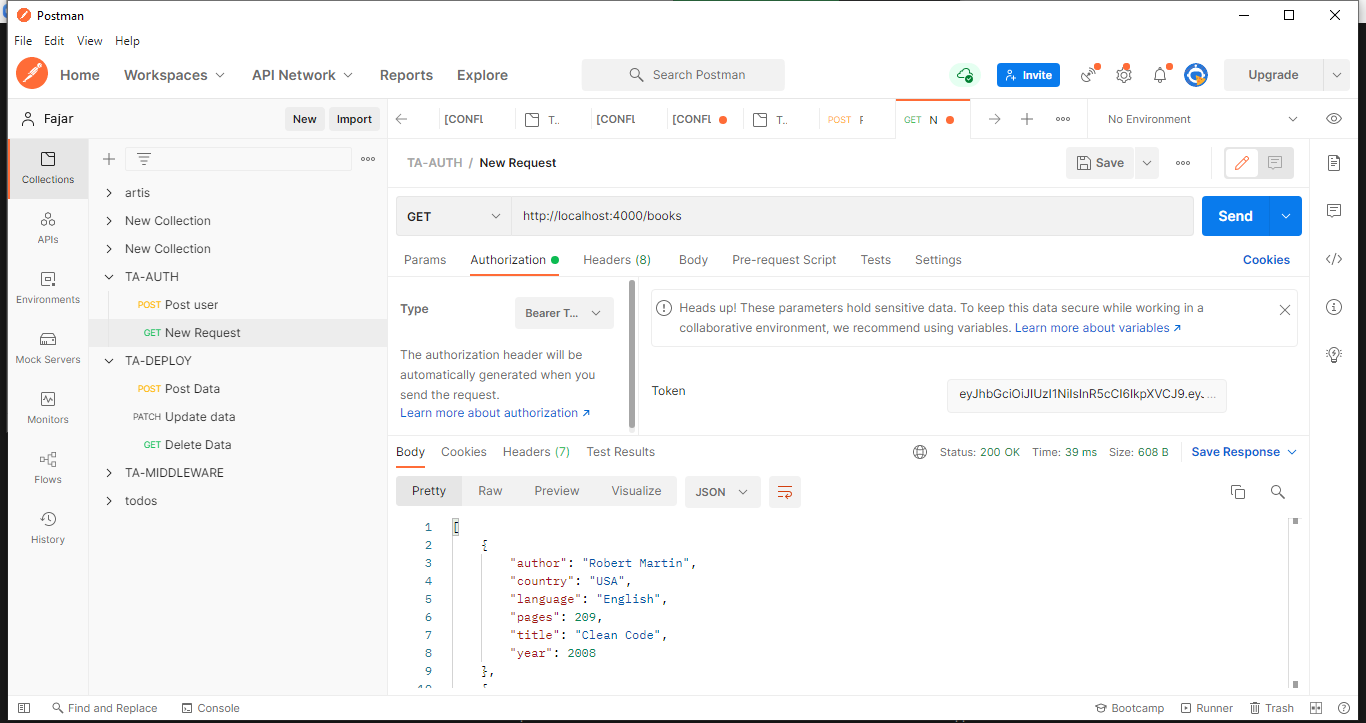 Postman
File Edit View Help
Home Workspaces API Network Reports Explore Search Postman Invite Upgrade
Fajar New Import
[CONFL T.. [CONFL [CONFL T.. POST GET N No Environment
Collections
APIs
Environments
Mock Servers
Monitors
Flows
History
artis
New Collection
New Collection
TA-AUTH
POST Post user
GET New Request
TA-DEPLOY
POST Post Data
PATCH Update data
GET Delete Data
TA-MIDDLEWARE
todos
TA-AUTH / New Request Save
GET http://localhost:4000/books Send
Params Authorization Headers (8) Body Pre-request Script Tests Settings Cookies
Type Bearer T...
The authorization header will be
automatically generated when you
send the request.
Learn more about authorization ↗
Heads up! These parameters hold sensitive data. To keep this data secure while working in a
collaborative environment, we recommend using variables. Learn more about variables ↗
Token eyJhbGciOiJIUzI1NiIsInR5cCI6IkpXVCJ9.eyJ...
Body Cookies Headers (7) Test Results Status: 200 OK Time: 39 ms Size: 608 B Save Response
Pretty Raw Preview Visualize JSON
1 [
2 {
3 "author": "Robert Martin",
4 "country": "USA",
5 "language": "English",
6 "pages": 209,
7 "title": "Clean Code",
8 "year": 2008
9 },
10 {
Find and Replace Console Bootcamp Runner Trash